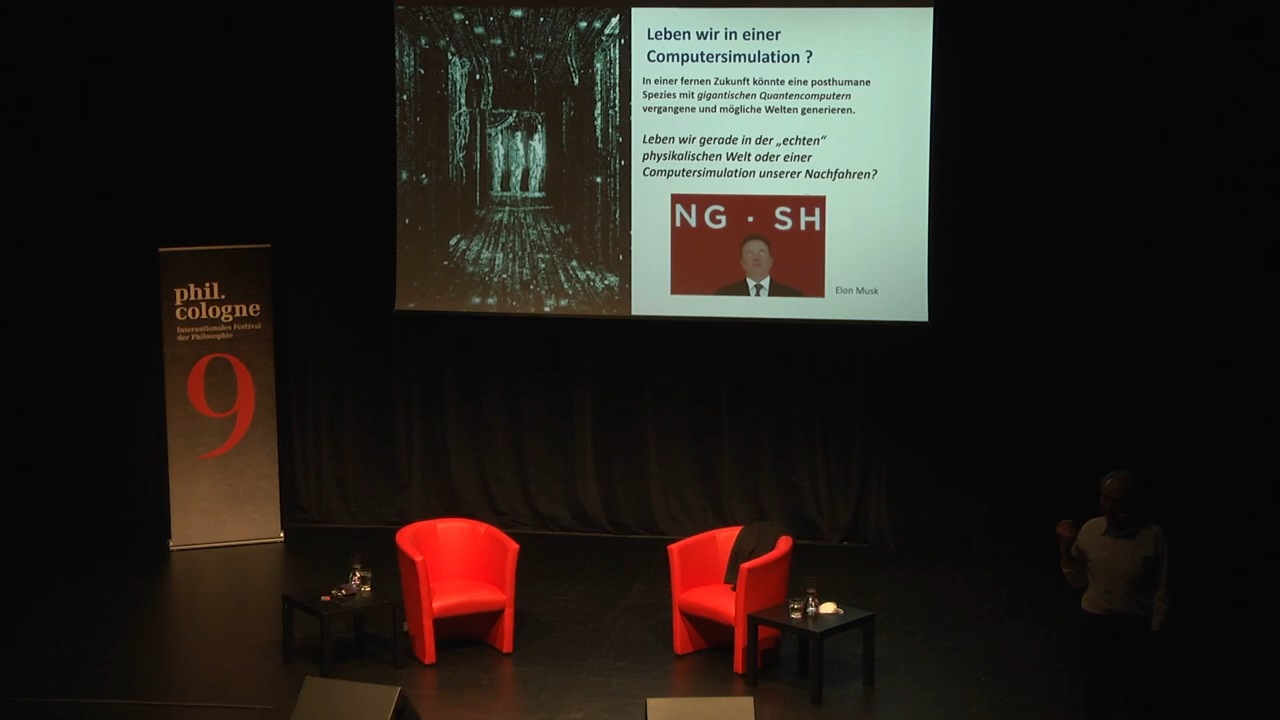 Leben wir in einer
Computersimulation ?
In einer fernen Zukunft könnte eine posthumane
Spezies mit gigantischen Quantencomputern
vergangene und mögliche Welten generieren.
Leben wir gerade in der „echten“
physikalischen Welt oder einer
Computersimulation unserer Nachfahren?
NG · SH
Elon Musk
phil.
cologne
Internationales Festival
der Philosophie
9